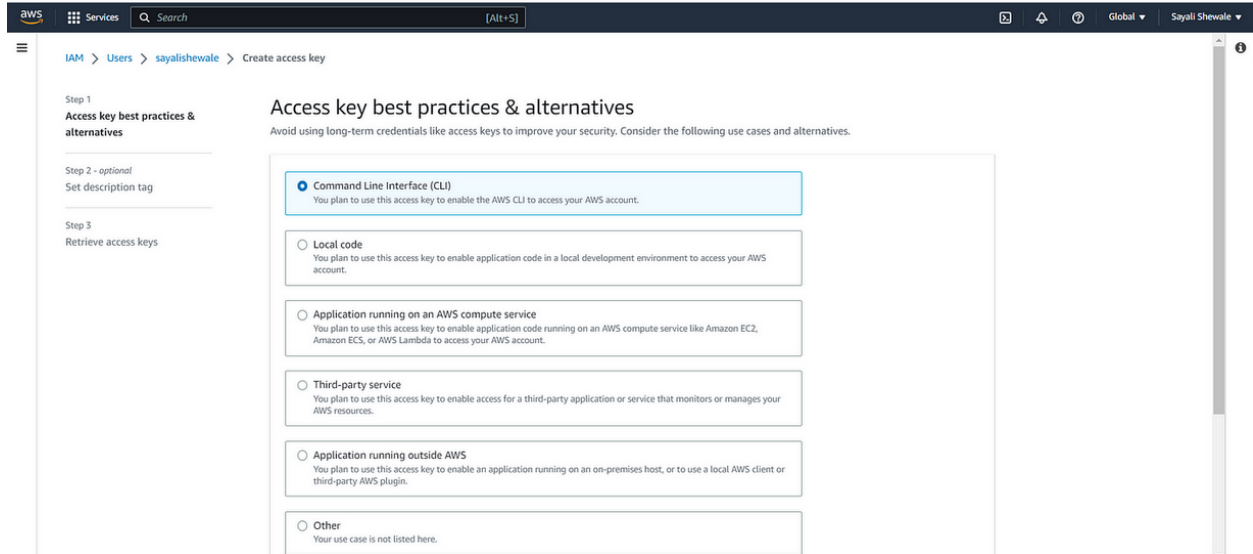 aws Services Search [Alt+S] Global Sayali Shewale
IAM > Users > sayalishewale > Create access key
Step 1
Access key best practices &
alternatives
Step 2 - optional
Set description tag
Step 3
Retrieve access keys
Access key best practices & alternatives
Avoid using long-term credentials like access keys to improve your security. Consider the following use cases and alternatives.
Command Line Interface (CLI)
You plan to use this access key to enable the AWS CLI to access your AWS account.
Local code
You plan to use this access key to enable application code in a local development environment to access your AWS
account.
Application running on an AWS compute service
You plan to use this access key to enable application code running on an AWS compute service like Amazon EC2,
Amazon ECS, or AWS Lambda to access your AWS account.
Third-party service
You plan to use this access key to enable access for a third-party application or service that monitors or manages your
AWS resources.
Application running outside AWS
You plan to use this access key to enable an application running on an on-premises host, or to use a local AWS client or
third-party AWS plugin.
Other
Your use case is not listed here.